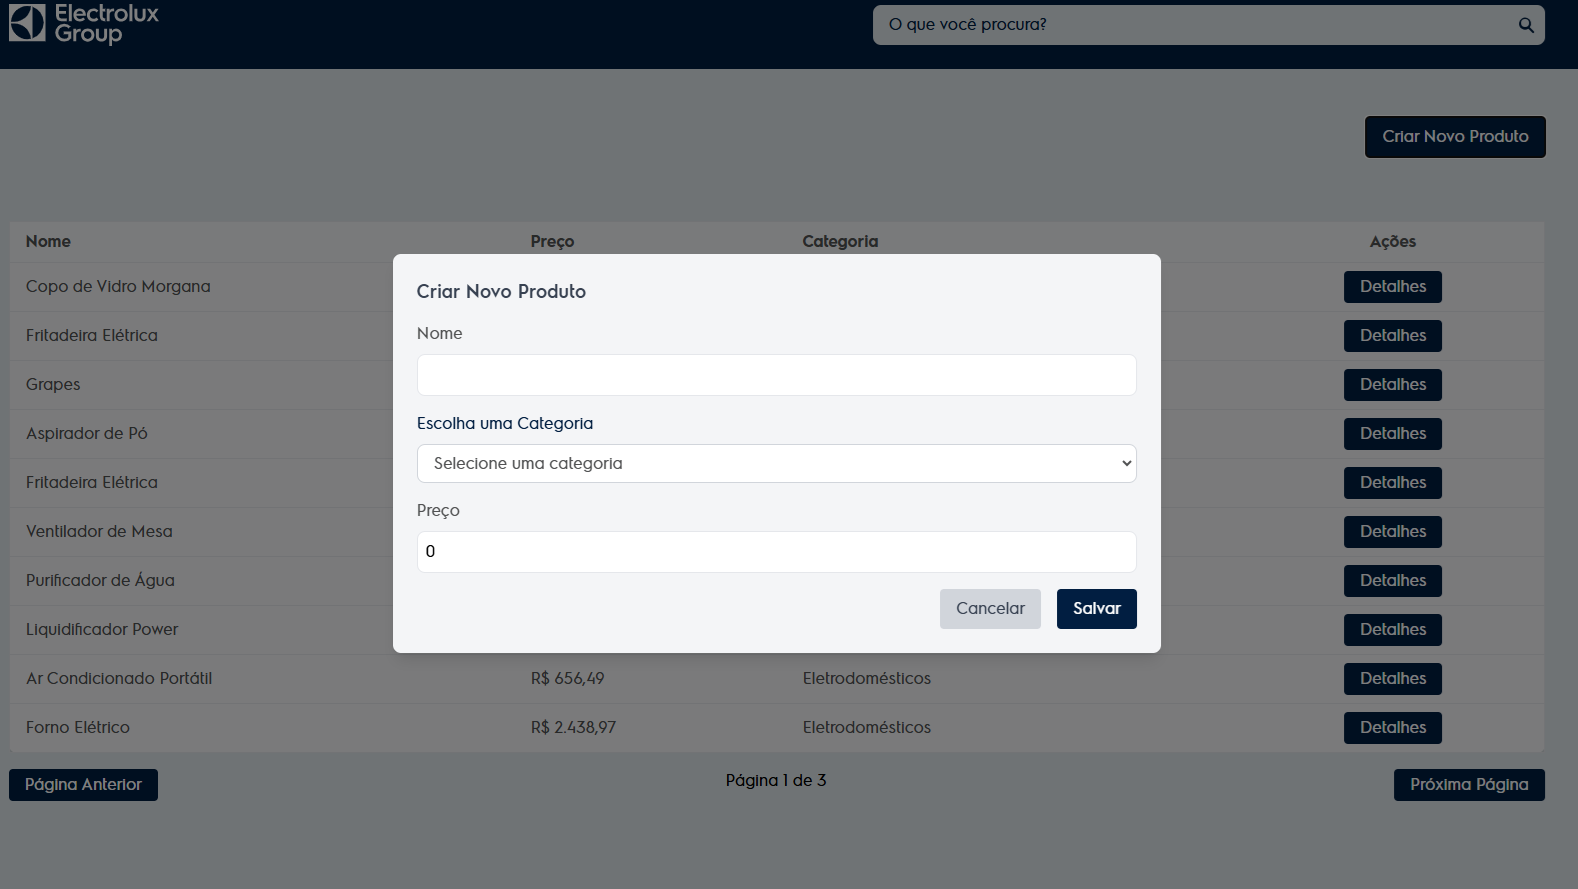 Electrolux
Group
O que você procura?
Criar Novo Produto
Nome Preço Categoria Ações
Copo de Vidro Morgana Detalhes
Fritadeira Elétrica Detalhes
Grapes Detalhes
Aspirador de Pó Detalhes
Fritadeira Elétrica Detalhes
Ventilador de Mesa Detalhes
Purificador de Água Detalhes
Liquidificador Power Detalhes
Ar Condicionado Portátil R$ 656,49 Eletrodomésticos Detalhes
Forno Elétrico R$ 2.438,97 Eletrodomésticos Detalhes
Página Anterior Página 1 de 3 Próxima Página
Criar Novo Produto
Nome
Escolha uma Categoria
Selecione uma categoria
Preço
0
Cancelar Salvar